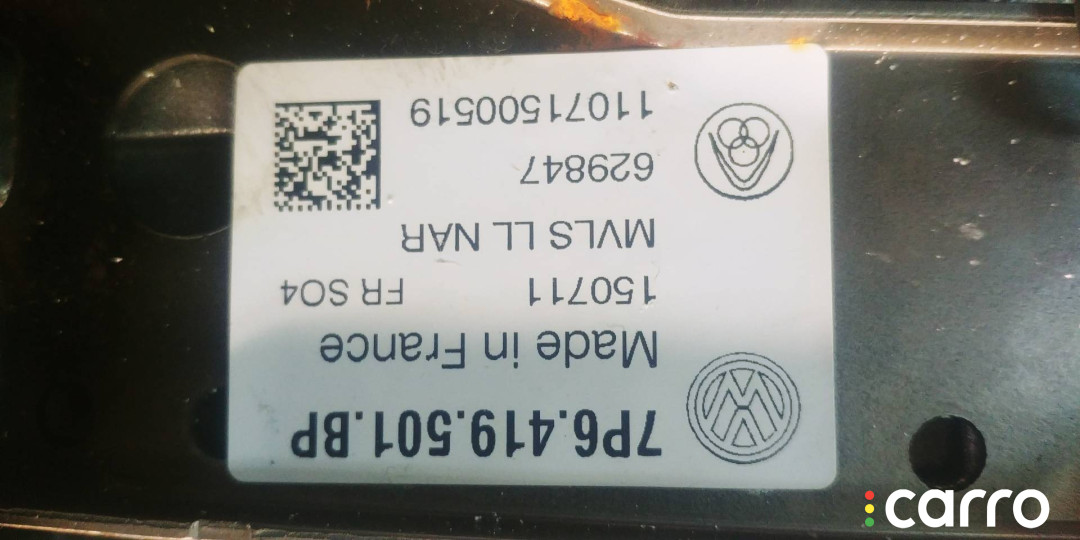 7P6.419.501.BP
Made in France
150711 FR SO4
MVLS LL NAR
629847
11071500519
carro